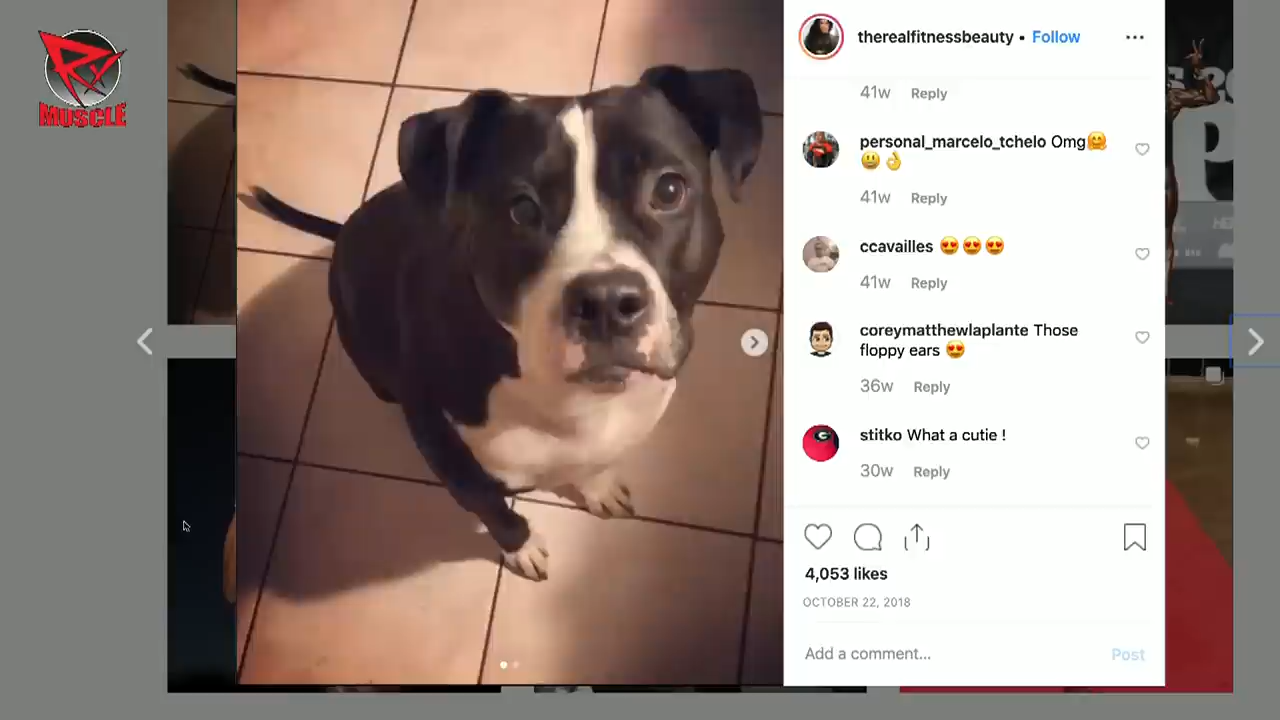 RX
MUSCLE
therealfitnessbeauty • Follow
41w Reply
personal_marcelo_tchelo Omg🤗
😃👌
41w Reply
ccavailles 😍😍😍
41w Reply
coreymatthewlaplante Those
floppy ears 😍
36w Reply
stitko What a cutie !
30w Reply
4,053 likes
OCTOBER 22, 2018
Add a comment...
Post